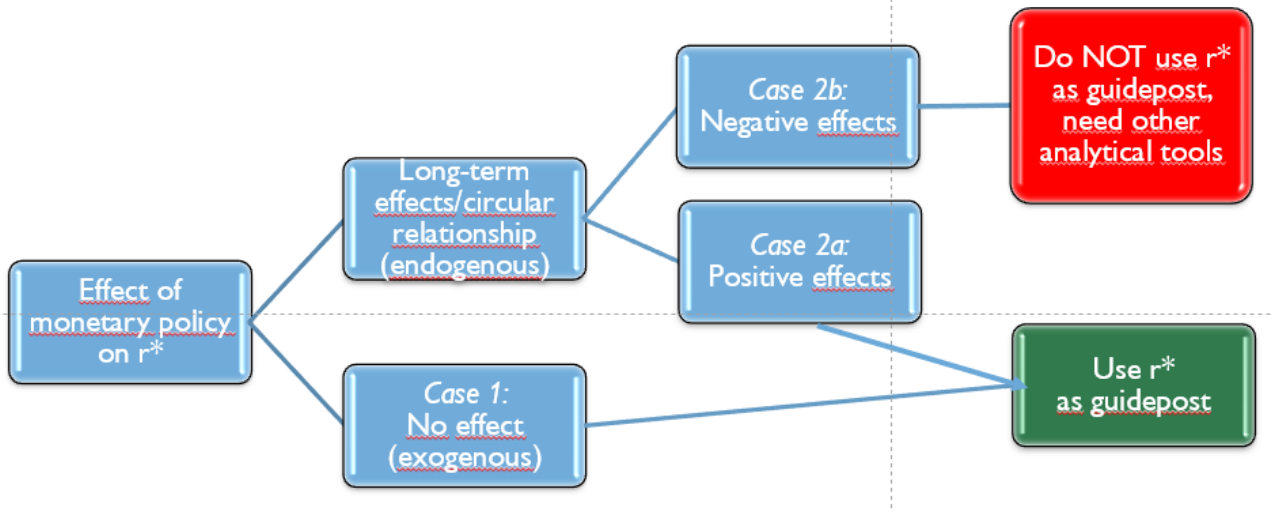 Effect of
monetary policy
on r*
Long-term
effects/circular
relationship
(endogenous)
Case 1:
No effect
(exogenous)
Case 2b:
Negative effects
Case 2a:
Positive effects
Do NOT use r*
as guidepost,
need other
analytical tools
Use r*
as guidepost